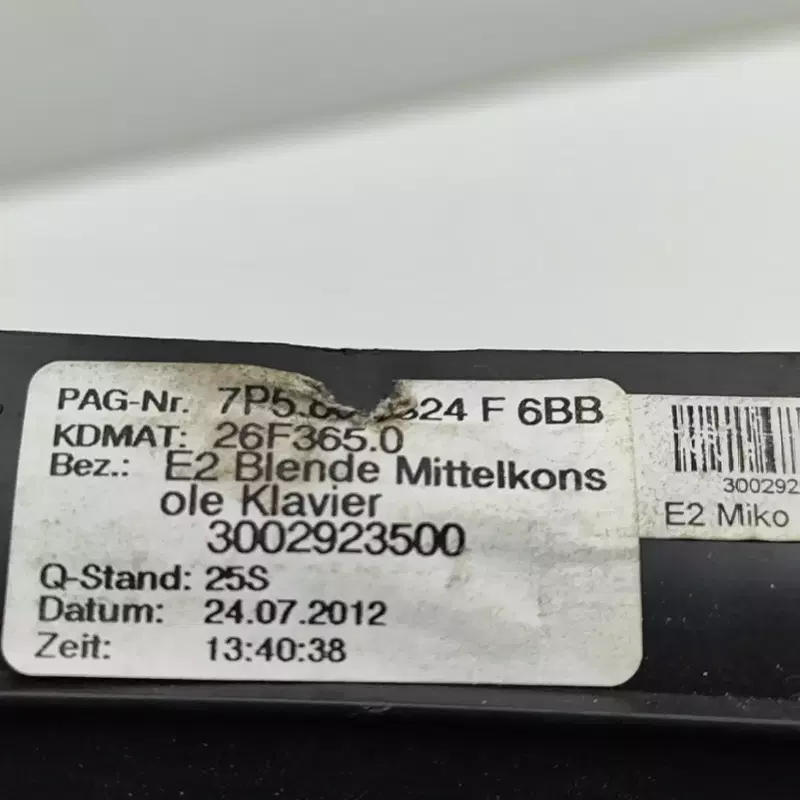 PAG-Nr. 7P5. 324 F 6BB
KDMAT: 26F365.0
Bez.: E2 Blende Mittelkons
ole Klavier
3002923500
Q-Stand: 25S
Datum: 24.07.2012
Zeit: 13:40:38
300292
E2 Miko